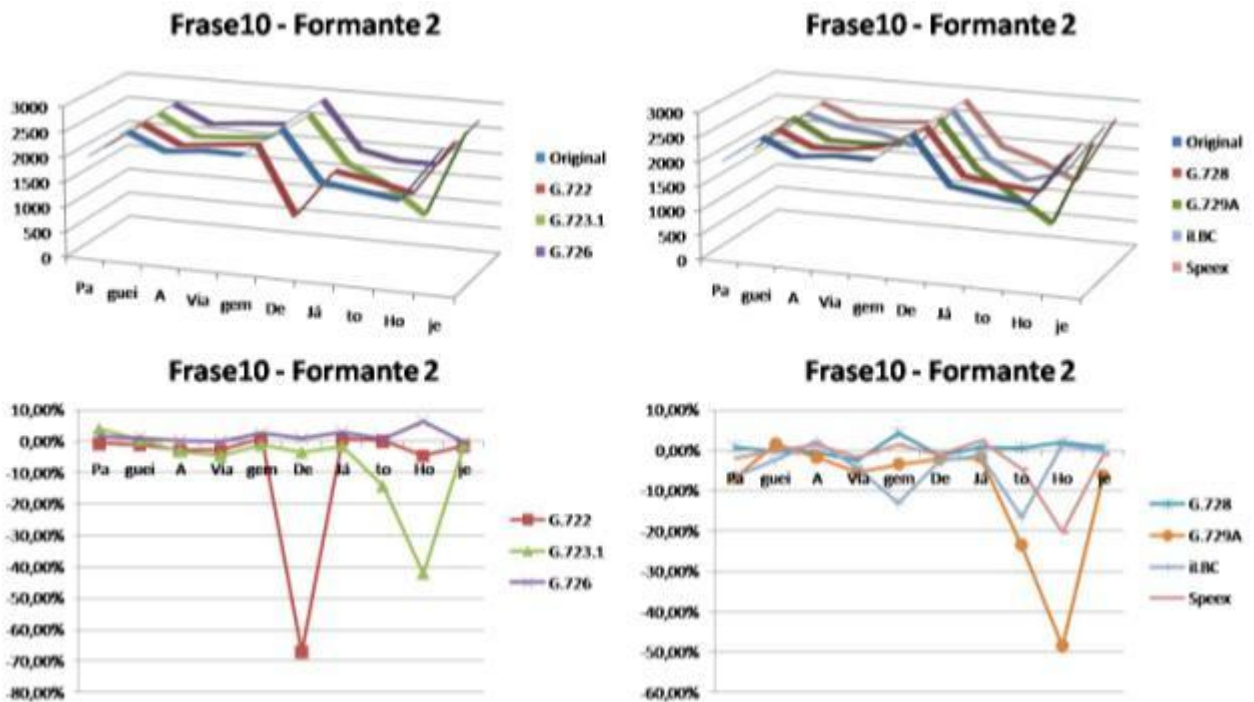 Frase10 - Formante 2
3000
2500
2000
1500
1000
500
0
Pa guei A Via gem De Já to Ho je
Original
G.722
G.723.1
G.726
Frase10 - Formante 2
3000
2500
2000
1500
1000
500
0
Pa guei A Via gem De Já to Ho je
Original
G.728
G.729A
iLBC
Speex
Frase10 - Formante 2
10,00%
0,00%
-10,00%
-20,00%
-30,00%
-40,00%
-50,00%
-60,00%
-70,00%
-80,00%
Pa guei A Via gem De Já to Ho je
G.722
G.723.1
G.726
Frase10 - Formante 2
10,00%
0,00%
-10,00%
-20,00%
-30,00%
-40,00%
-50,00%
-60,00%
Pa guei A Via gem De Já to Ho je
G.728
G.729A
iLBC
Speex